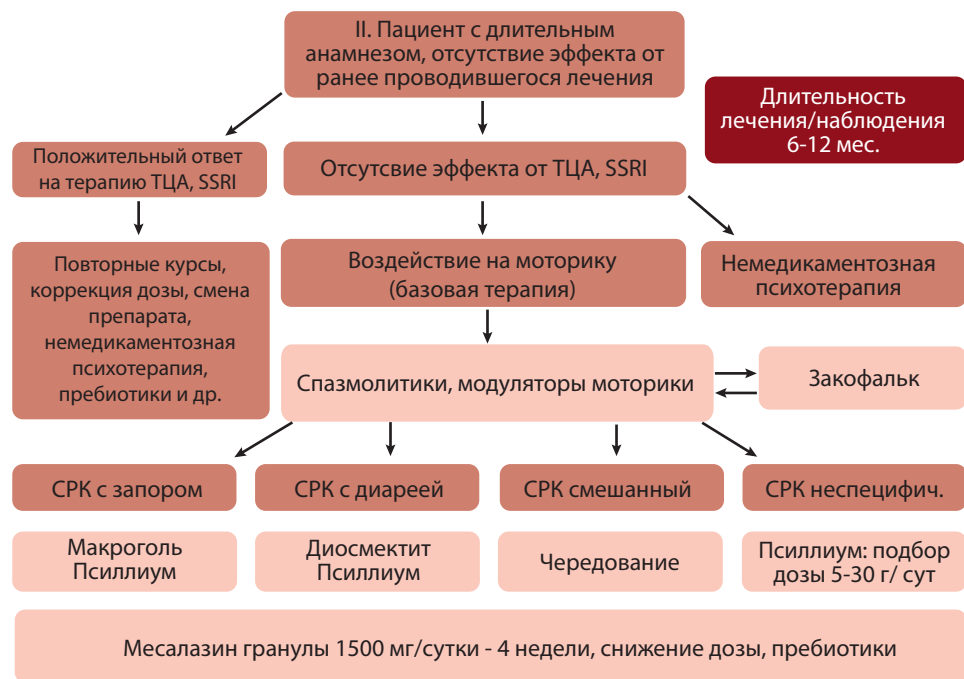 II. Пациент с длительным
анамнезом, отсутствие эффекта от
ранее проводившегося лечения
Длительность
лечения/наблюдения
6-12 мес.
Положительный ответ
на терапию ТЦА, SSRI
Отсутсвие эффекта от ТЦА, SSRI
Повторные курсы,
коррекция дозы, смена
препарата,
немедикаментозная
психотерапия,
пребиотики и др.
Воздействие на моторику
(базовая терапия)
Немедикаментозная
психотерапия
Спазмолитики, модуляторы моторики
Закофальк
СРК с запором
СРК с диареей
СРК смешанный
СРК неспецифич.
Макроголь
Псиллиум
Диосмектит
Псиллиум
Чередование
Псиллиум: подбор
дозы 5-30 г/ сут
Месалазин гранулы 1500 мг/сутки - 4 недели, снижение дозы, пребиотики